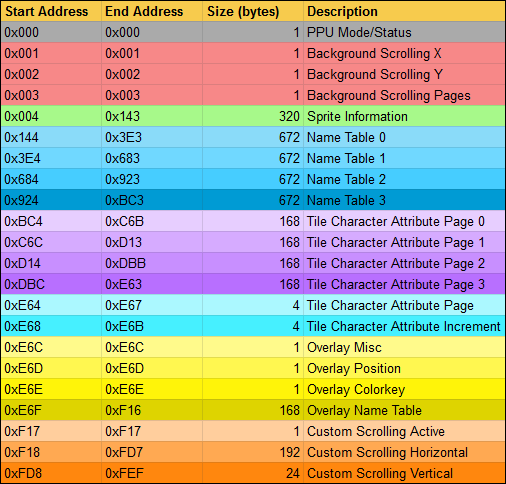 Start Address End Address Size (bytes) Description
0x000 0x000 1 PPU Mode/Status
0x001 0x001 1 Background Scrolling X
0x002 0x002 1 Background Scrolling Y
0x003 0x003 1 Background Scrolling Pages
0x004 0x143 320 Sprite Information
0x144 0x3E3 672 Name Table 0
0x3E4 0x683 672 Name Table 1
0x684 0x923 672 Name Table 2
0x924 0xBC3 672 Name Table 3
0xBC4 0xC6B 168 Tile Character Attribute Page 0
0xC6C 0xD13 168 Tile Character Attribute Page 1
0xD14 0xDBB 168 Tile Character Attribute Page 2
0xDBC 0xE63 168 Tile Character Attribute Page 3
0xE64 0xE67 4 Tile Character Attribute Page
0xE68 0xE6B 4 Tile Character Attribute Increment
0xE6C 0xE6C 1 Overlay Misc
0xE6D 0xE6D 1 Overlay Position
0xE6E 0xE6E 1 Overlay Colorkey
0xE6F 0xF16 168 Overlay Name Table
0xF17 0xF17 1 Custom Scrolling Active
0xF18 0xFD7 192 Custom Scrolling Horizontal
0xFD8 0xFEF 24 Custom Scrolling Vertical